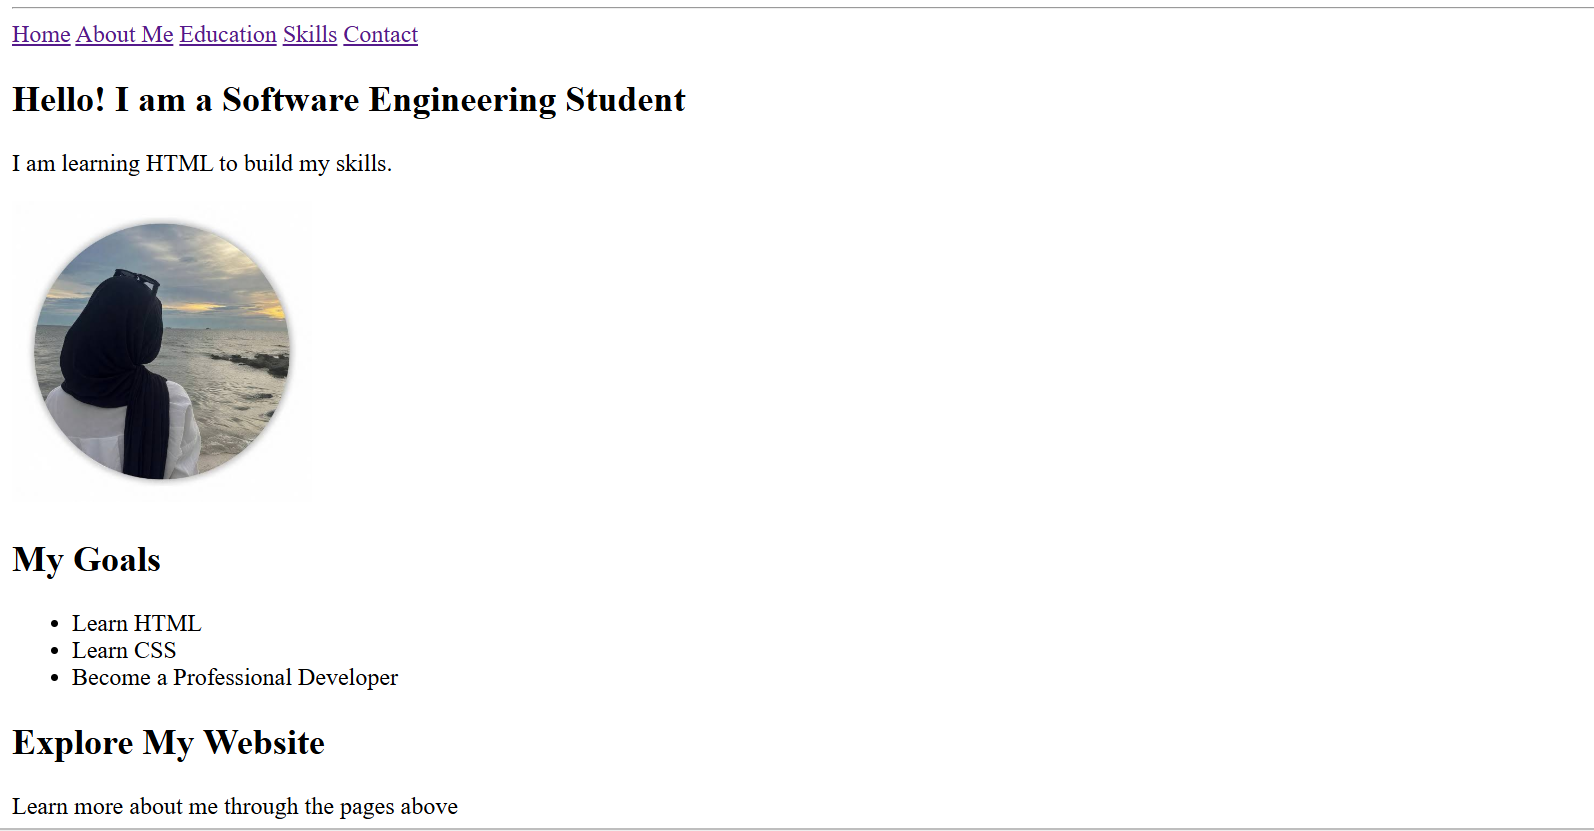 Home About Me Education Skills Contact
Hello! I am a Software Engineering Student
I am learning HTML to build my skills.
My Goals
• Learn HTML
• Learn CSS
• Become a Professional Developer
Explore My Website
Learn more about me through the pages above